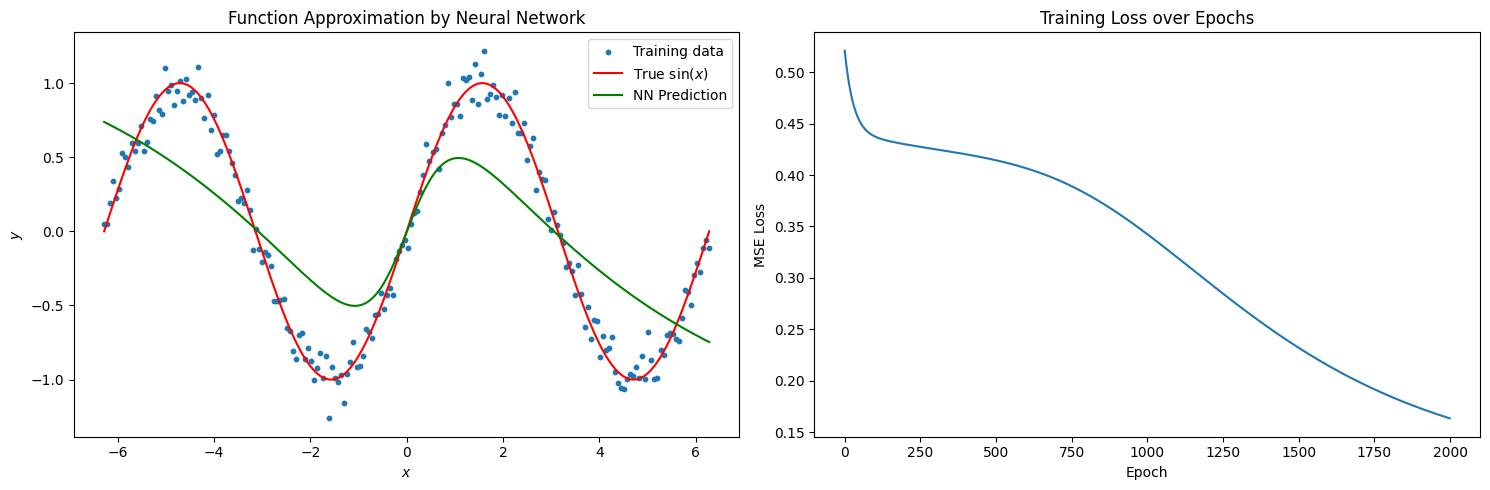 Function Approximation by Neural Network
Training data
True sin(x)
NN Prediction
1.0
0.5
0.0
−0.5
−1.0
y
−6 −4 −2 0 2 4 6
x
Training Loss over Epochs
0.50
0.45
0.40
0.35
0.30
0.25
0.20
0.15
MSE Loss
0 250 500 750 1000 1250 1500 1750 2000
Epoch